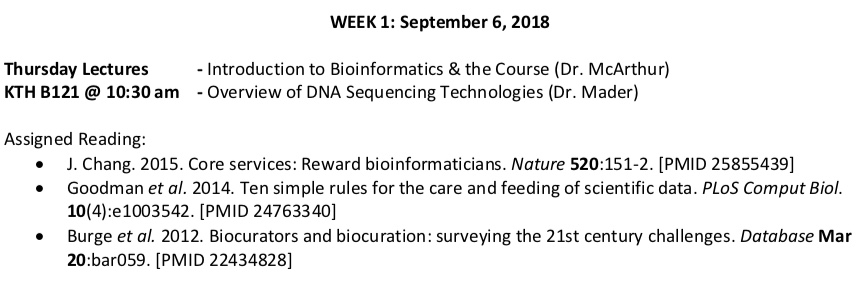 WEEK 1: September 6, 2018
Thursday Lectures - Introduction to Bioinformatics & the Course (Dr. McArthur)
KTH B121 @ 10:30 am - Overview of DNA Sequencing Technologies (Dr. Mader)
Assigned Reading:
• J. Chang. 2015. Core services: Reward bioinformaticians. Nature 520:151-2. [PMID 25855439]
• Goodman et al. 2014. Ten simple rules for the care and feeding of scientific data. PLoS Comput Biol.
10(4):e1003542. [PMID 24763340]
• Burge et al. 2012. Biocurators and biocuration: surveying the 21st century challenges. Database Mar
20:bar059. [PMID 22434828]